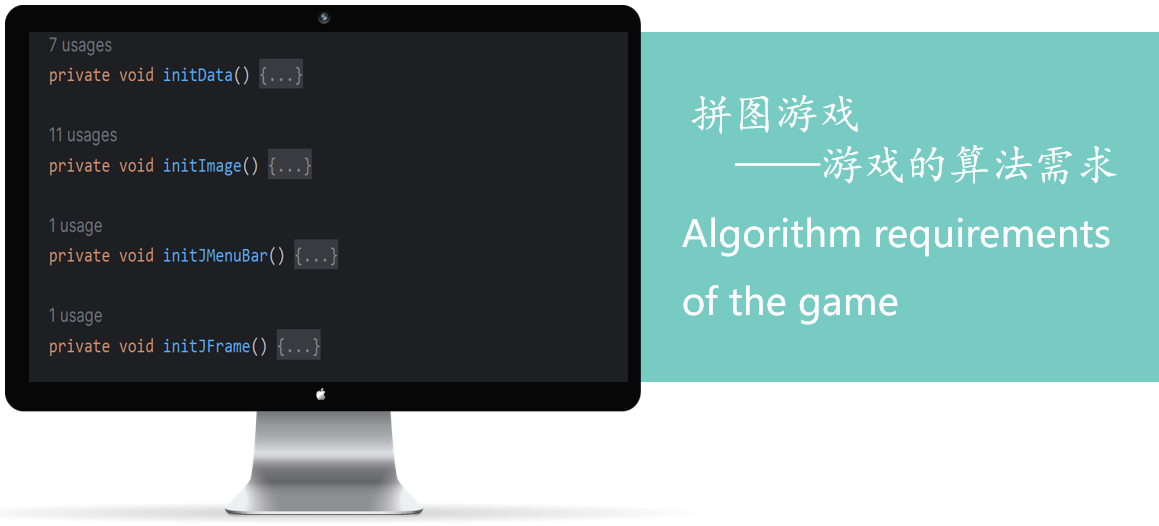 7 usages
private void initData() {...}
11 usages
private void initImage() {...}
1 usage
private void initJMenuBar() {...}
1 usage
private void initJFrame() {...}
拼图游戏
——游戏的算法需求
Algorithm requirements
of the game